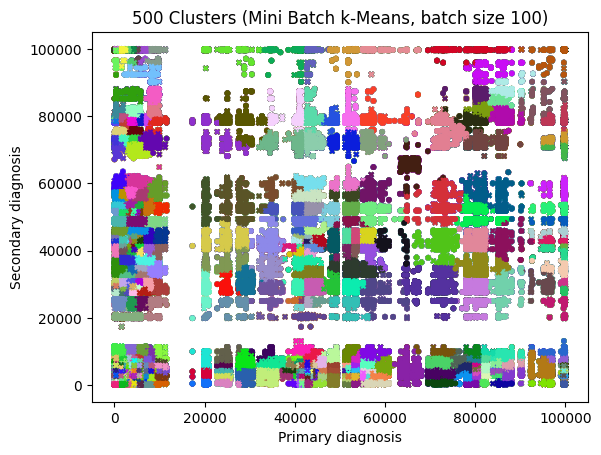 500 Clusters (Mini Batch k-Means, batch size 100)
100000
80000
60000
40000
20000
0
Secondary diagnosis
0 20000 40000 60000 80000 100000
Primary diagnosis